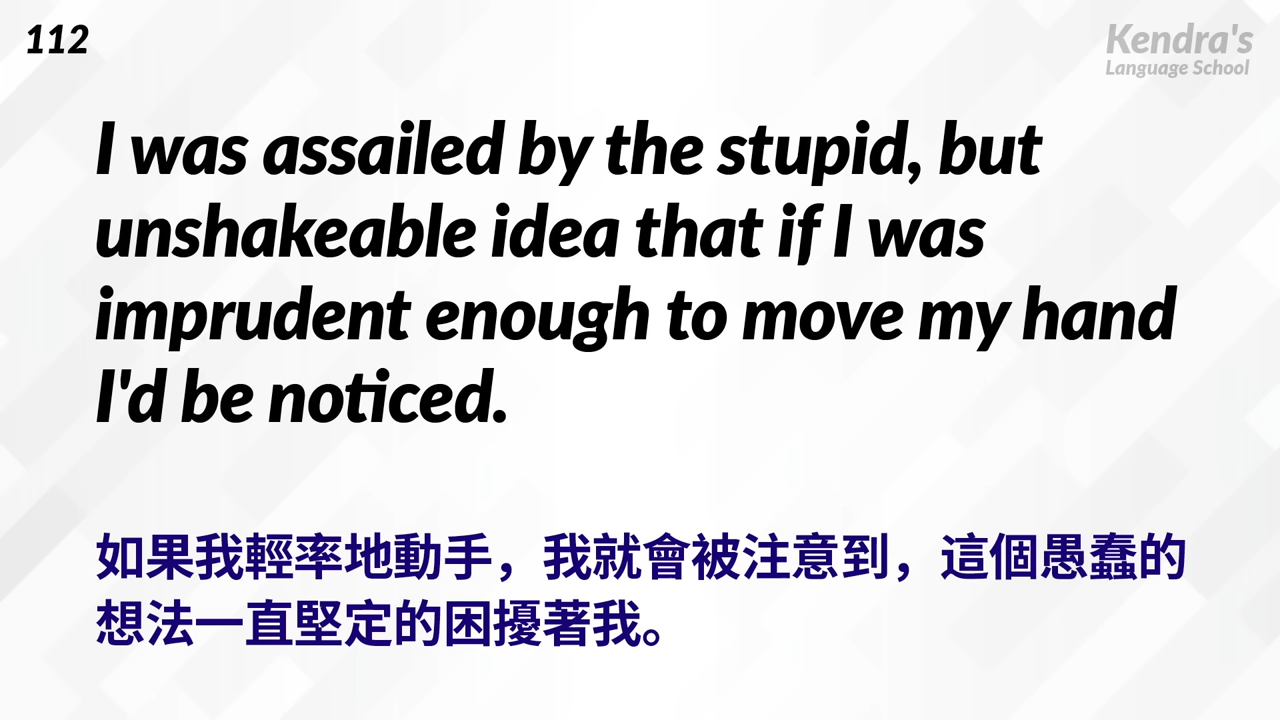 112
Kendra's
Language School
I was assailed by the stupid, but
unshakeable idea that if I was
imprudent enough to move my hand
I'd be noticed.
如果我輕率地動手，我就會被注意到，這個愚蠢的
想法一直堅定的困擾著我。